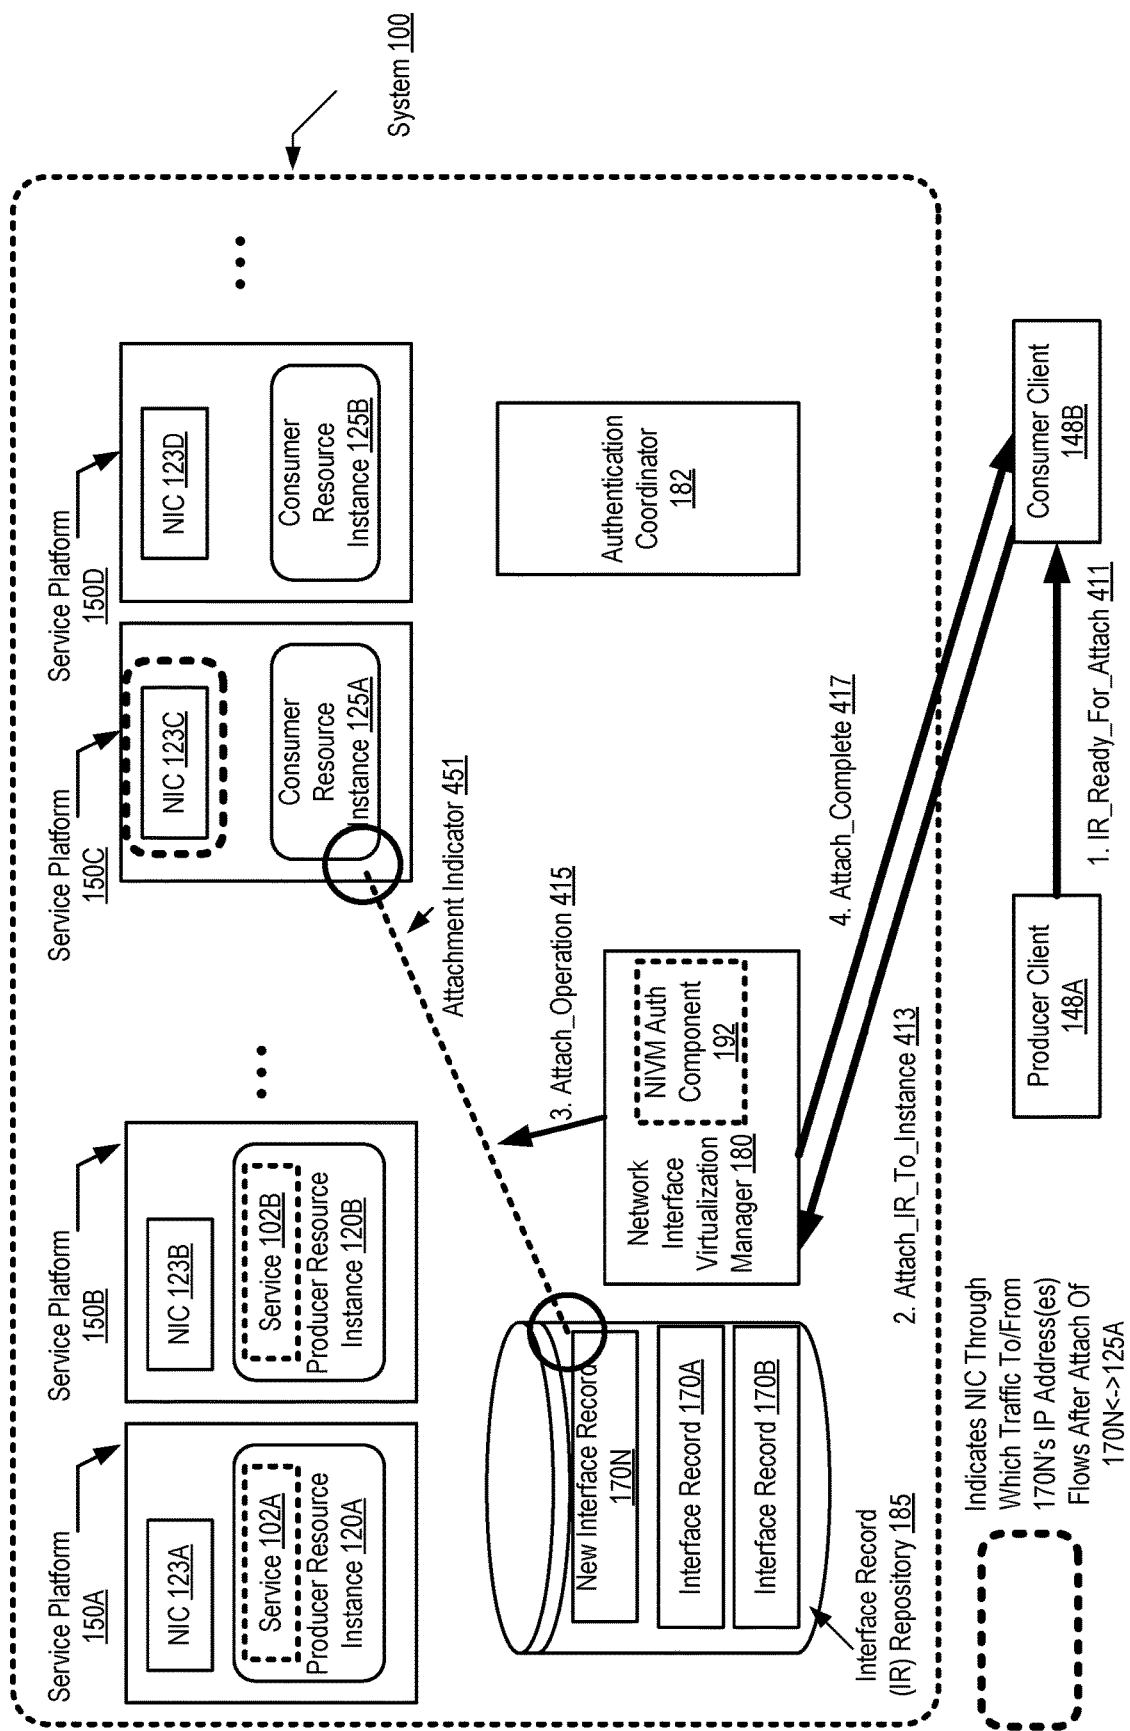 System 100
Service Platform
150A
NIC 123A
Service 102A
Producer Resource
Instance 120A
Service Platform
150B
NIC 123B
Service 102B
Producer Resource
Instance 120B
Service Platform
150C
NIC 123C
Consumer
Resource
Instance 125A
Service Platform
150D
NIC 123D
Consumer
Resource
Instance 125B
Attachment Indicator 451
New Interface Record
170N
Interface Record 170A
Interface Record 170B
Interface Record
(IR) Repository 185
3. Attach_Operation 415
Network
Interface
Virtualization
Manager 180
NIVM Auth
Component
192
Authentication
Coordinator
182
4. Attach_Complete 417
2. Attach_IR_To_Instance 413
Producer Client
148A
1. IR_Ready_For_Attach 411
Consumer Client
148B
Indicates NIC Through
Which Traffic To/From
170N's IP Address(es)
Flows After Attach Of
170N<->125A